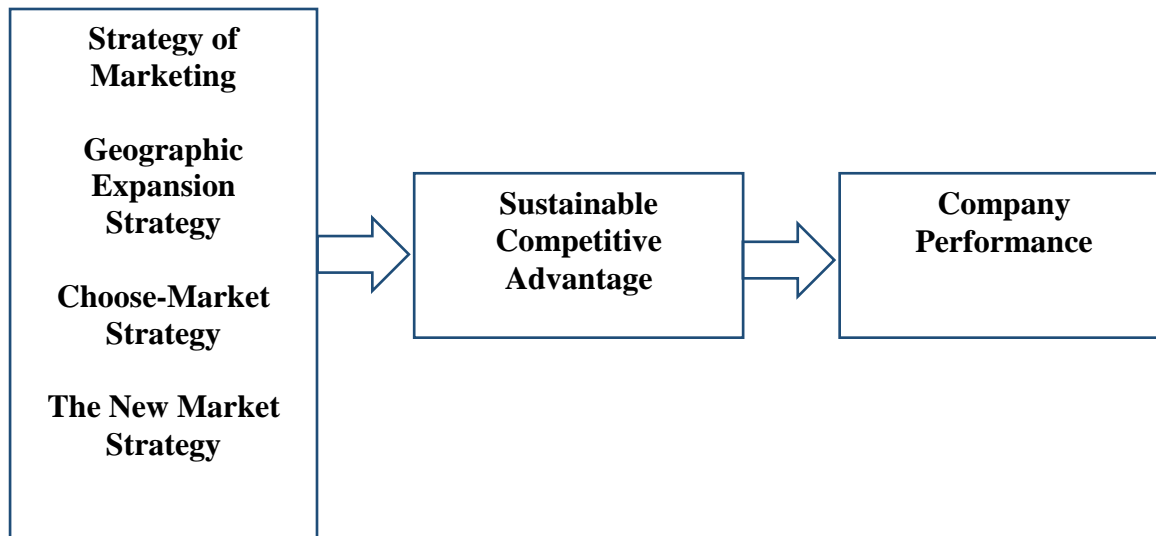 Strategy of
Marketing
Geographic
Expansion
Strategy
Choose-Market
Strategy
The New Market
Strategy
Sustainable
Competitive
Advantage
Company
Performance